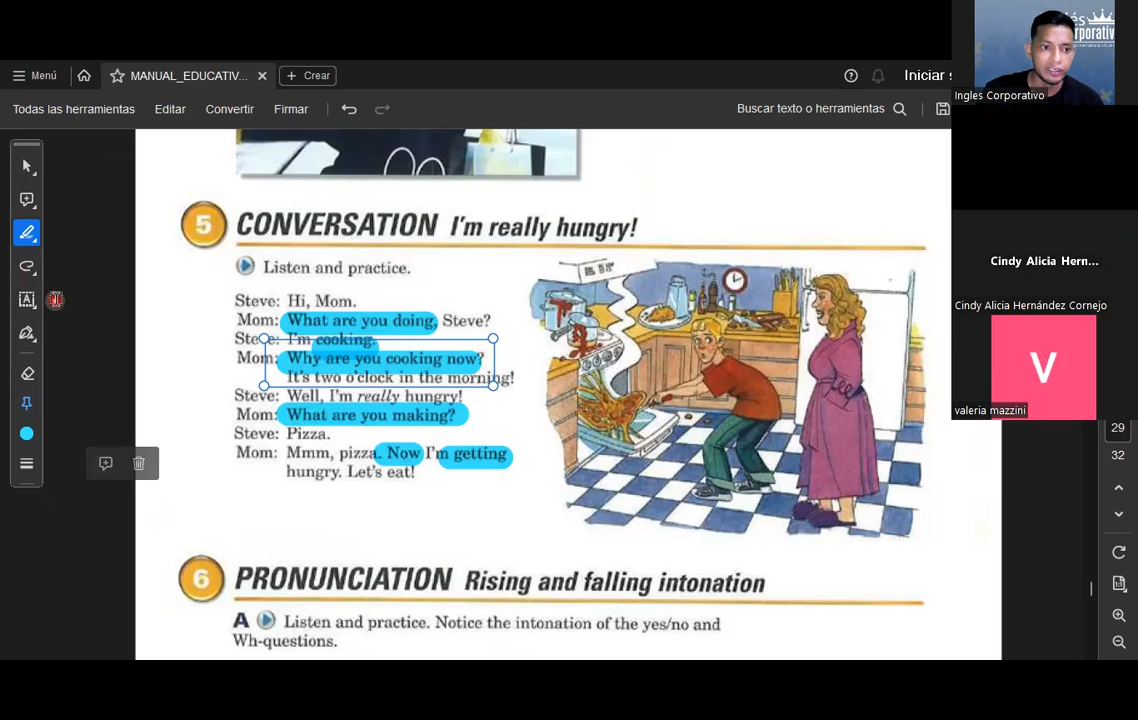 Menú
MANUAL_EDUCATIV...
Crear
Iniciar s
Todas las herramientas
Editar
Convertir
Firmar
Buscar texto o herramientas
5 CONVERSATION I'm really hungry!
Listen and practice.
Steve: Hi, Mom.
Mom: What are you doing, Steve?
Steve: I'm cooking.
Mom: Why are you cooking now?
It's two o'clock in the morning!
Steve: Well, I'm really hungry!
Mom: What are you making?
Steve: Pizza.
Mom: Mmm, pizza. Now I'm getting
hungry. Let's eat!
6 PRONUNCIATION Rising and falling intonation
A Listen and practice. Notice the intonation of the yes/no and
Wh-questions.
Ingles Corporativo
Cindy Alicia Hern...
Cindy Alicia Hernández Cornejo
V
valeria mazzini
29
32